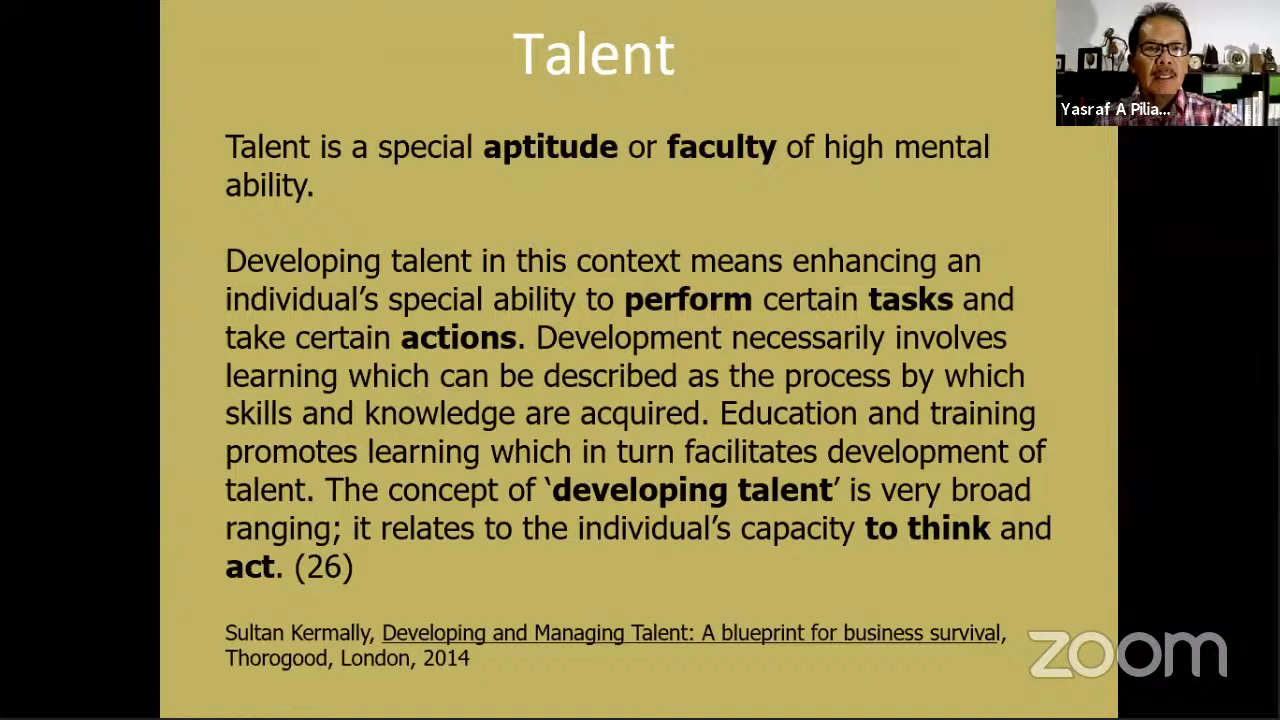 Talent
Yasraf A Pilia...
Talent is a special aptitude or faculty of high mental
ability.
Developing talent in this context means enhancing an
individual’s special ability to perform certain tasks and
take certain actions. Development necessarily involves
learning which can be described as the process by which
skills and knowledge are acquired. Education and training
promotes learning which in turn facilitates development of
talent. The concept of ‘developing talent’ is very broad
ranging; it relates to the individual’s capacity to think and
act. (26)
Sultan Kermally, Developing and Managing Talent: A blueprint for business survival,
Thorogood, London, 2014
zoom